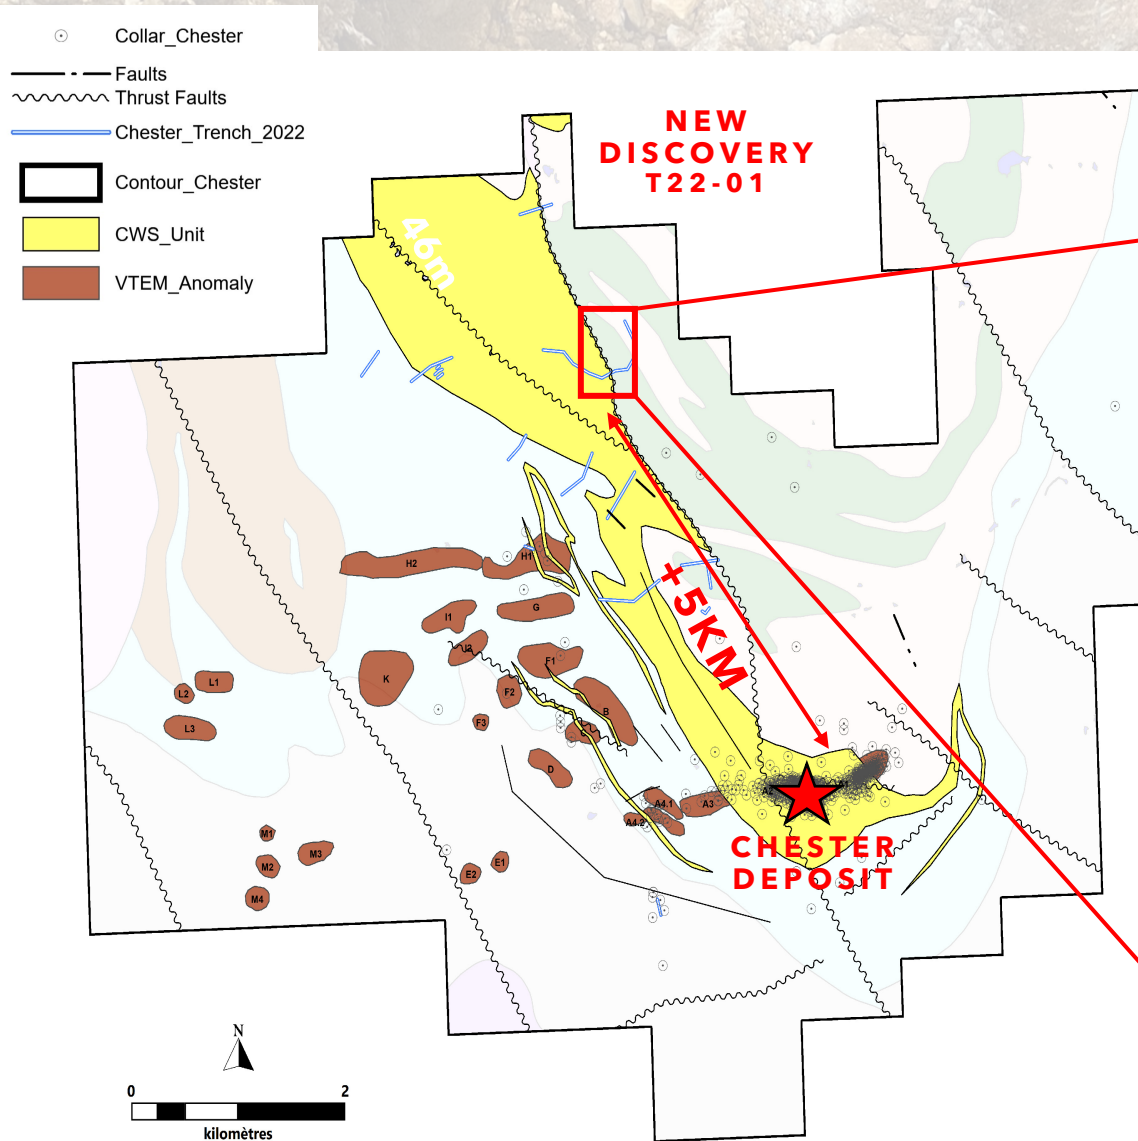 Collar_Chester
Faults
Thrust Faults
Chester_Trench_2022
Contour_Chester
CWS_Unit
VTEM_Anomaly
NEW
DISCOVERY
T22-01
46m
+5KM
H2
H1
G
I1
I2
F1
K
F2
B
L1
L2
L3
F3
C
D
A4.1
A3
A4.2
M1
M3
M2
E1
E2
M4
CHESTER
DEPOSIT
N
0 2
kilomètres